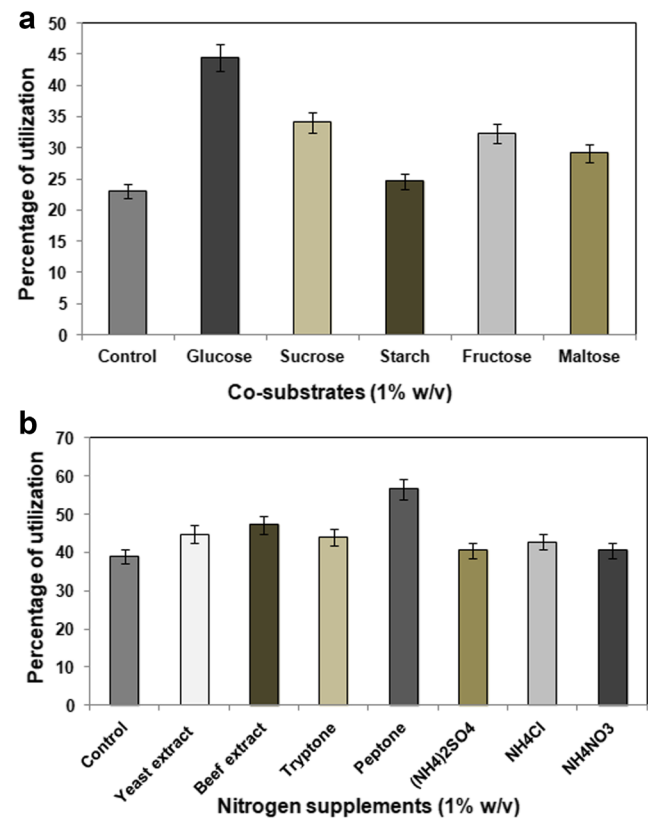 a
50
45
40
35
30
25
20
15
10
5
0
Percentage of utilization
Control Glucose Sucrose Starch Fructose Maltose
Co-substrates (1% w/v)
b
70
60
50
40
30
20
10
0
Percentage of utilization
Control
Yeast extract
Beef extract
Tryptone
Peptone
(NH4)2SO4
NH4Cl
NH4NO3
Nitrogen supplements (1% w/v)